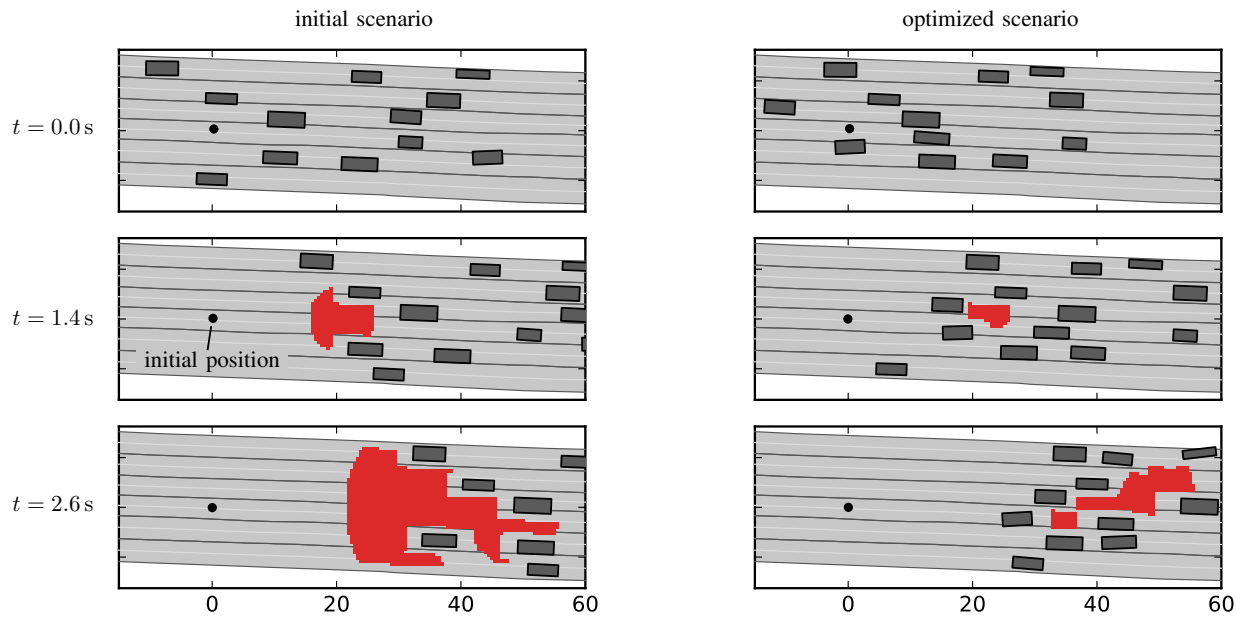 initial scenario
optimized scenario
t = 0.0 s
t = 1.4 s
initial position
t = 2.6 s
0 20 40 60
0 20 40 60